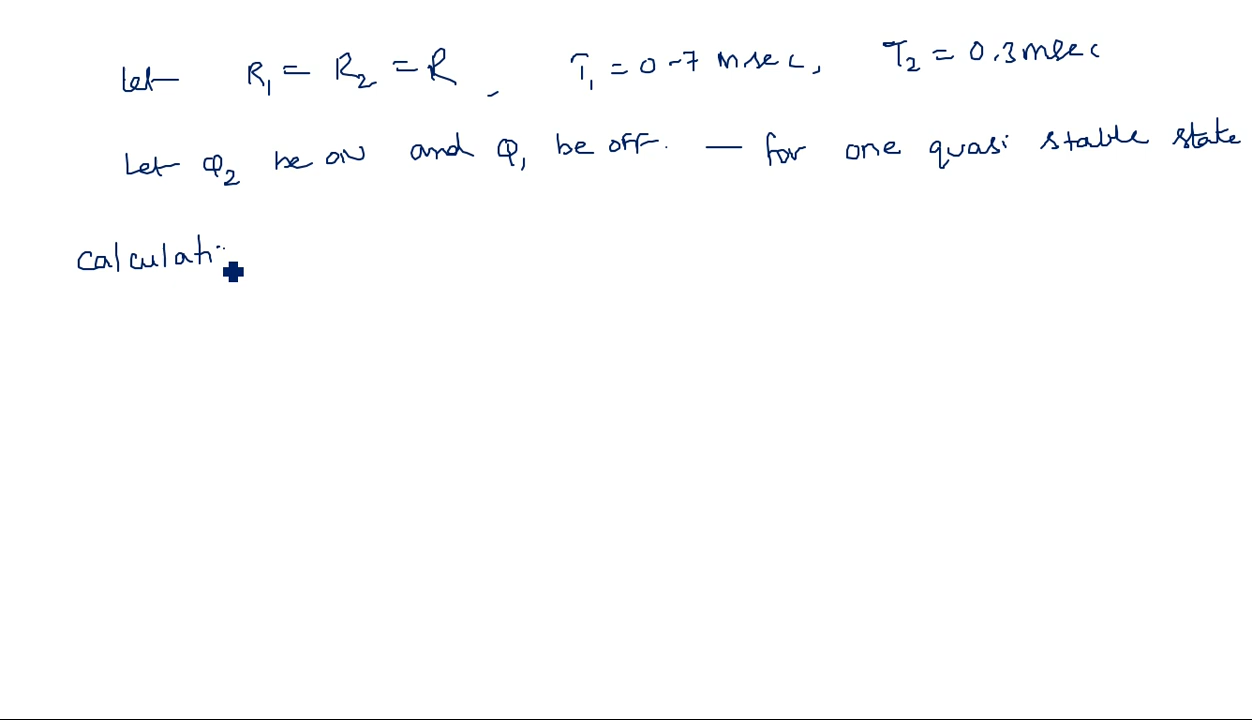 Let R₁ = R₂ = R, T₁ = 0.7 msec, T₂ = 0.3 msec
Let Q₂ be ON and Q₁ be OFF. — for one quasi stable state
calculati